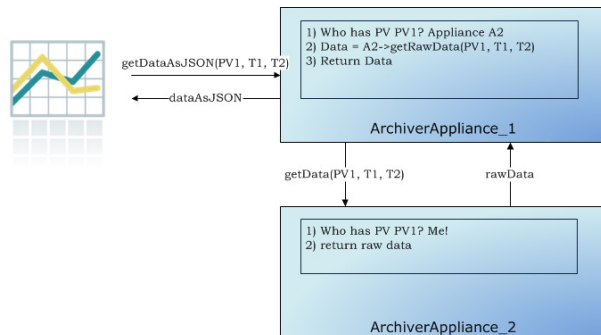 1) Who has PV PV1? Appliance A2
2) Data = A2->getRawData(PV1, T1, T2)
3) Return Data
getDataAsJSON(PV1, T1, T2)
dataAsJSON
ArchiverAppliance_1
getData(PV1, T1, T2)
rawData
1) Who has PV PV1? Me!
2) return raw data
ArchiverAppliance_2